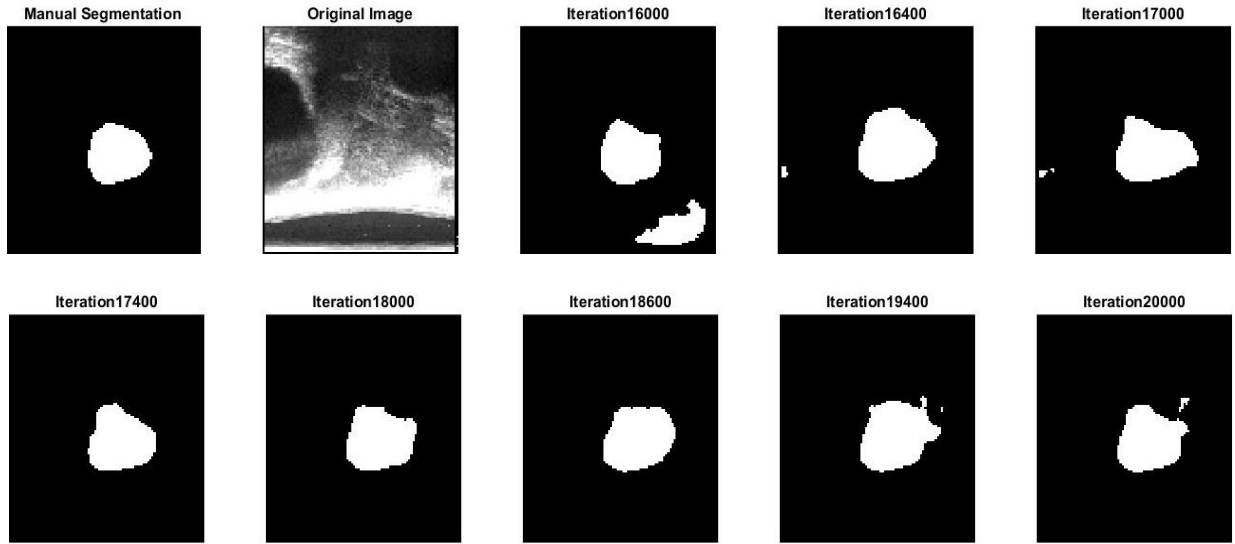 Manual Segmentation
Original Image
Iteration16000
Iteration16400
Iteration17000
Iteration17400
Iteration18000
Iteration18600
Iteration19400
Iteration20000